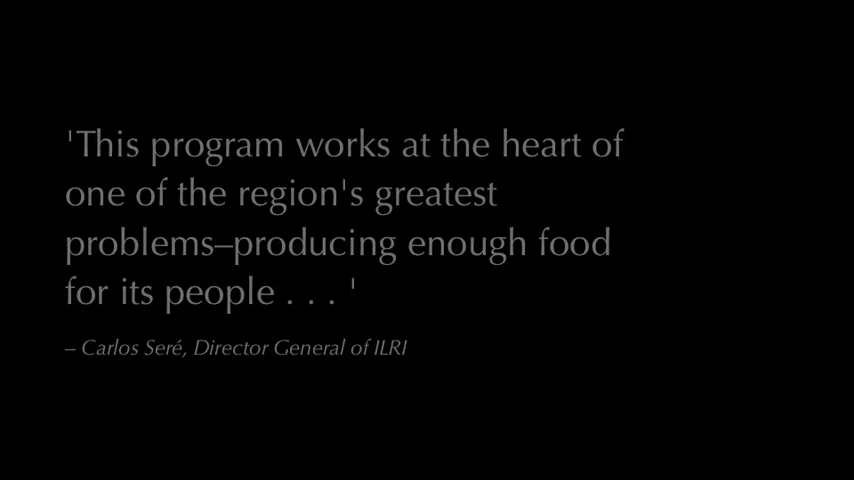 'This program works at the heart of
one of the region's greatest
problems–producing enough food
for its people . . . '
– Carlos Seré, Director General of ILRI